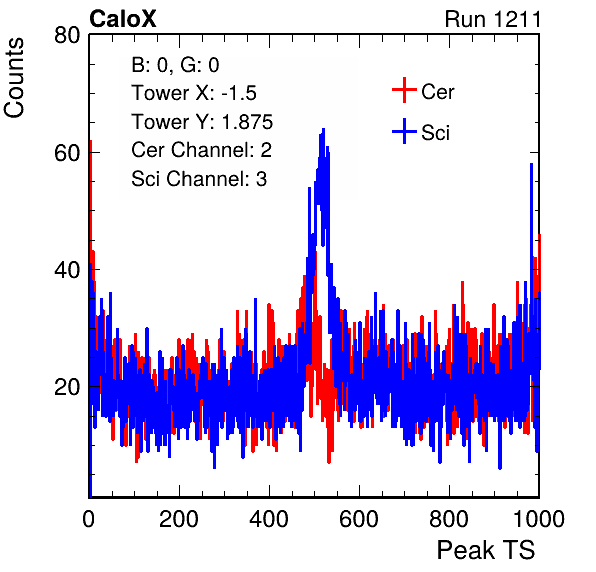 CaloX Run 1211
Counts
80
60
40
20
B: 0, G: 0
Tower X: -1.5
Tower Y: 1.875
Cer Channel: 2
Sci Channel: 3
Cer
Sci
0 200 400 600 800 1000
Peak TS